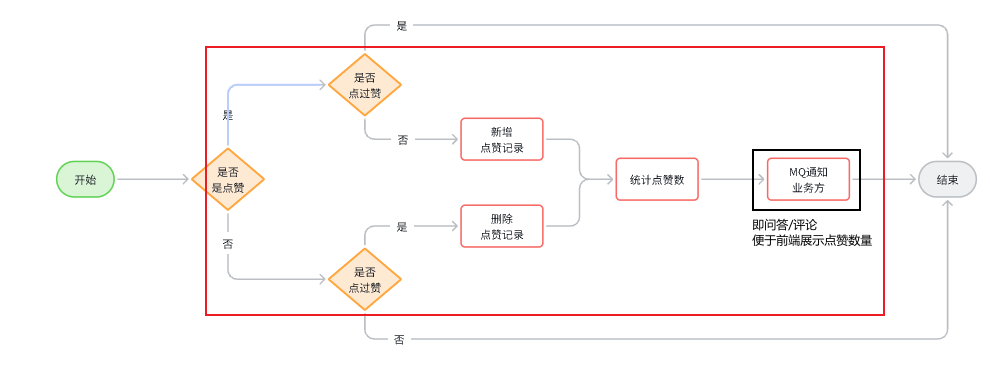 是
是否
点过赞
是
否
新增
点赞记录
是否
是点赞
开始
统计点赞数
MQ通知
业务方
结束
即问答/评论
便于前端展示点赞数量
否
是
删除
点赞记录
是否
点过赞
否